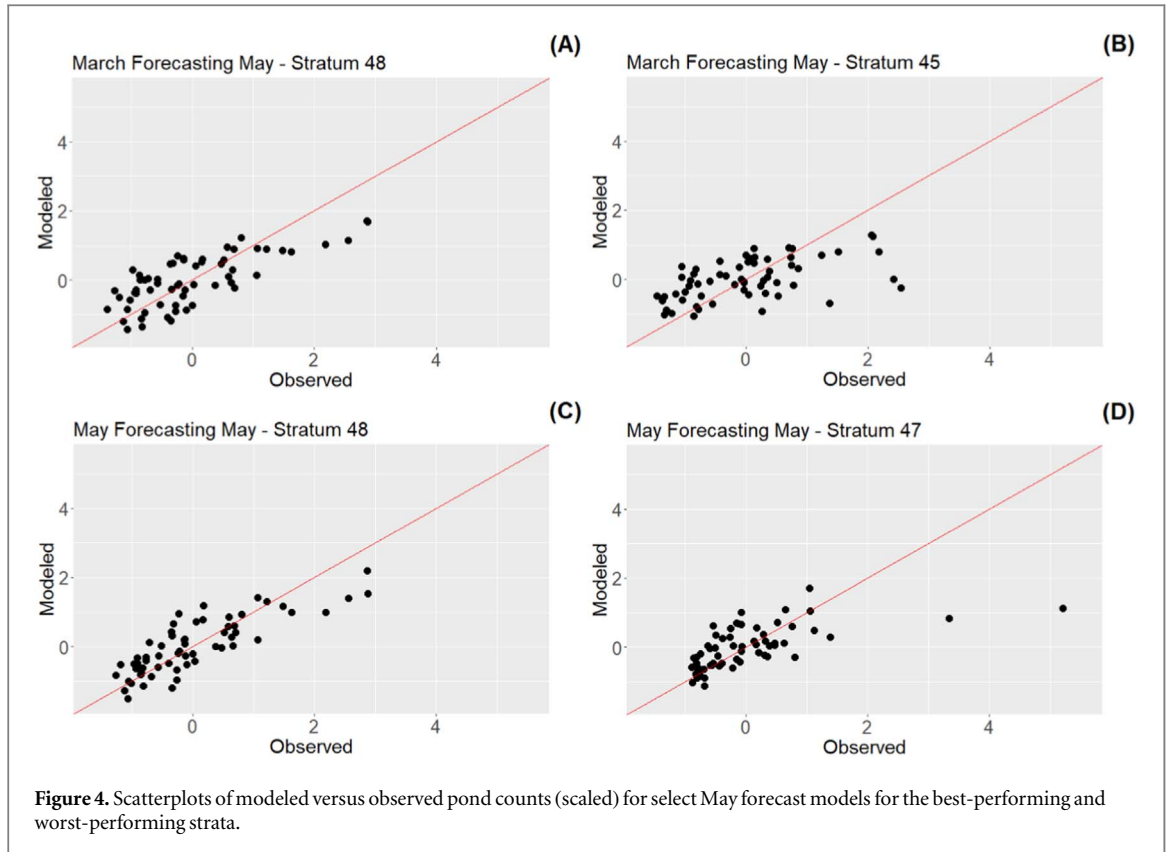 (A)
March Forecasting May - Stratum 48
Modeled
4
2
0
0 2 4
Observed
(B)
March Forecasting May - Stratum 45
Modeled
4
2
0
0 2 4
Observed
(C)
May Forecasting May - Stratum 48
Modeled
4
2
0
0 2 4
Observed
(D)
May Forecasting May - Stratum 47
Modeled
4
2
0
0 2 4
Observed
Figure 4. Scatterplots of modeled versus observed pond counts (scaled) for select May forecast models for the best-performing and
worst-performing strata.